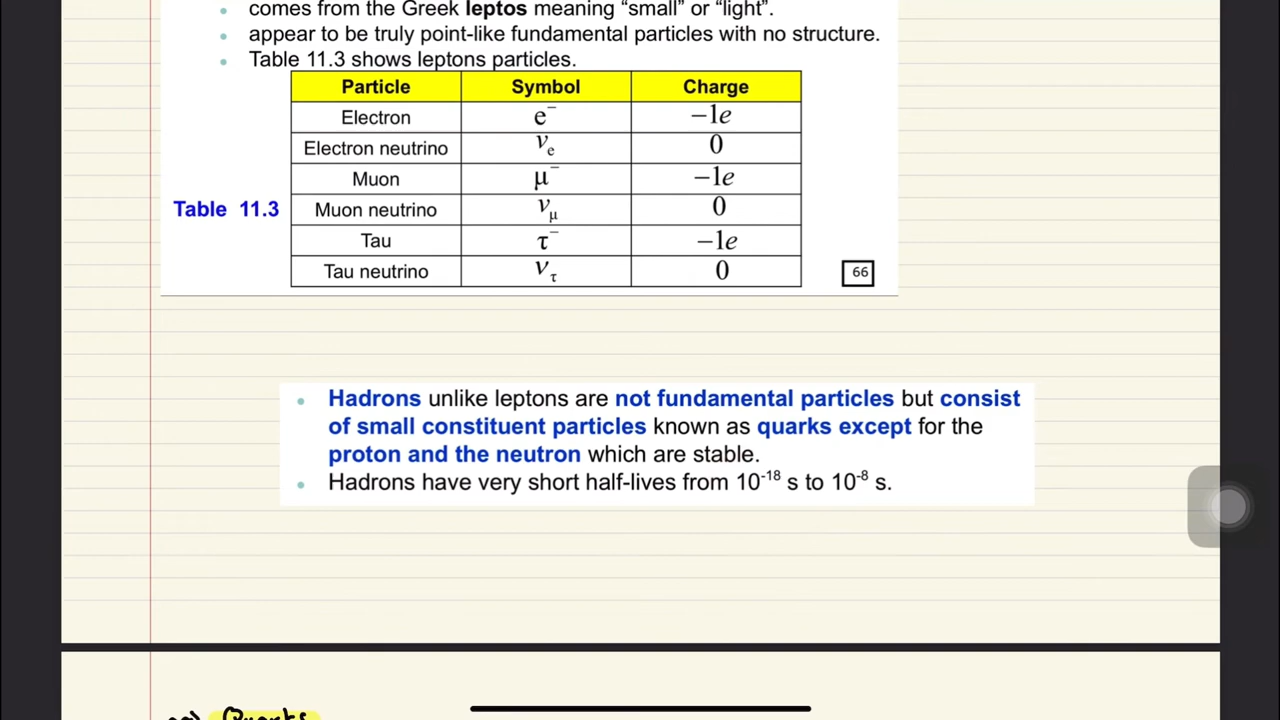 comes from the Greek leptos meaning “small” or “light”.
appear to be truly point-like fundamental particles with no structure.
Table 11.3 shows leptons particles.
Particle Symbol Charge
Electron e⁻ −1e
Electron neutrino νₑ 0
Muon μ⁻ −1e
Table 11.3
Muon neutrino ν_μ 0
Tau τ⁻ −1e
Tau neutrino ν_τ 0
66
Hadrons unlike leptons are not fundamental particles but consist
of small constituent particles known as quarks except for the
proton and the neutron which are stable.
Hadrons have very short half-lives from 10⁻¹⁸ s to 10⁻⁸ s.
Quarks